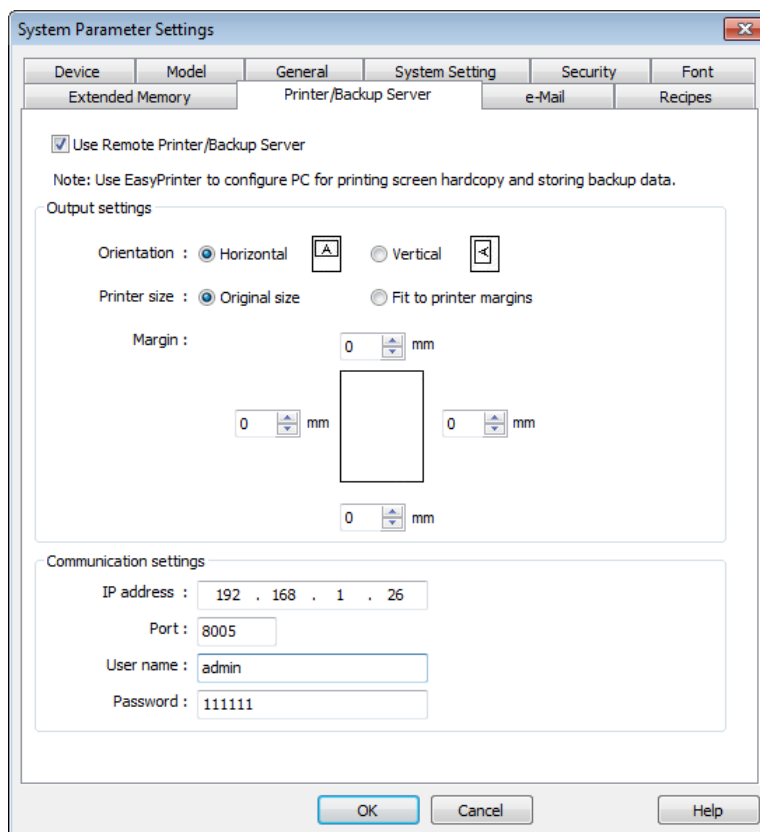 System Parameter Settings
Device Model General System Setting Security Font
Extended Memory Printer/Backup Server e-Mail Recipes
Use Remote Printer/Backup Server
Note: Use EasyPrinter to configure PC for printing screen hardcopy and storing backup data.
Output settings
Orientation : Horizontal A Vertical A
Printer size : Original size Fit to printer margins
Margin : 0 mm
0 mm 0 mm
0 mm
Communication settings
IP address : 192 . 168 . 1 . 26
Port : 8005
User name : admin
Password : 111111
OK Cancel Help